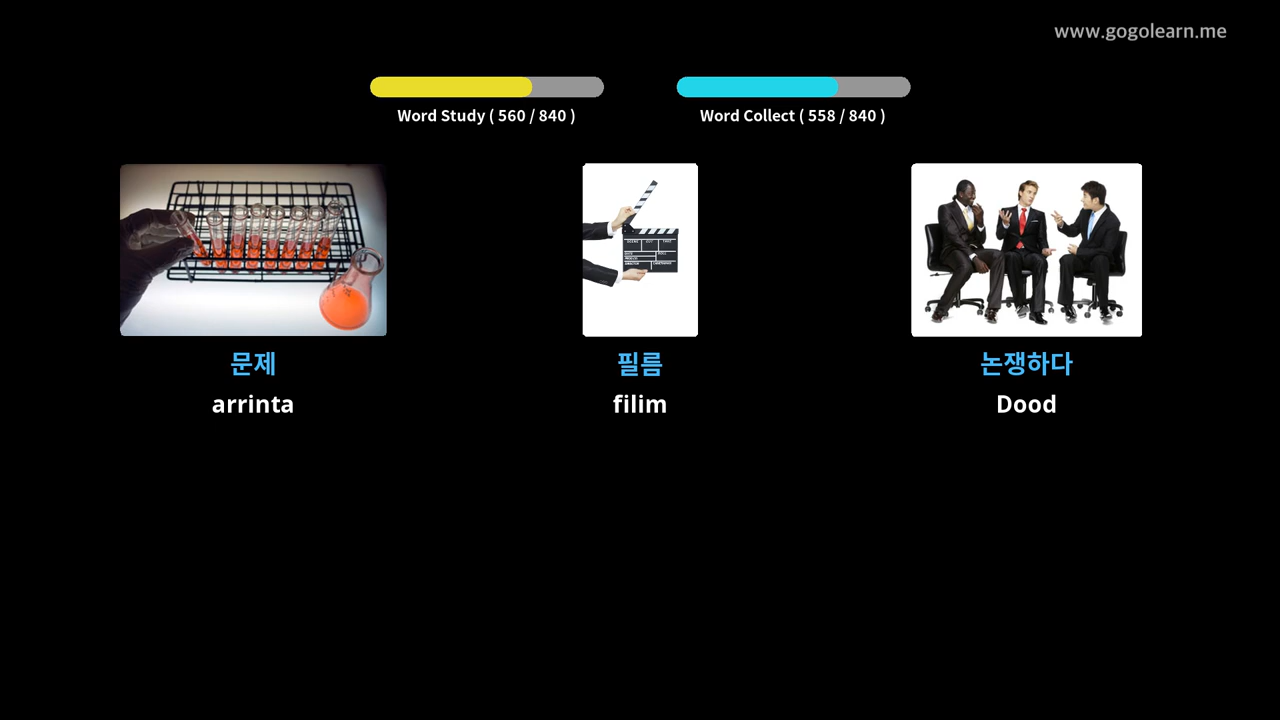 www.gogolearn.me
Word Study ( 560 / 840 )
Word Collect ( 558 / 840 )
문제
필름
논쟁하다
arrinta
filim
Dood